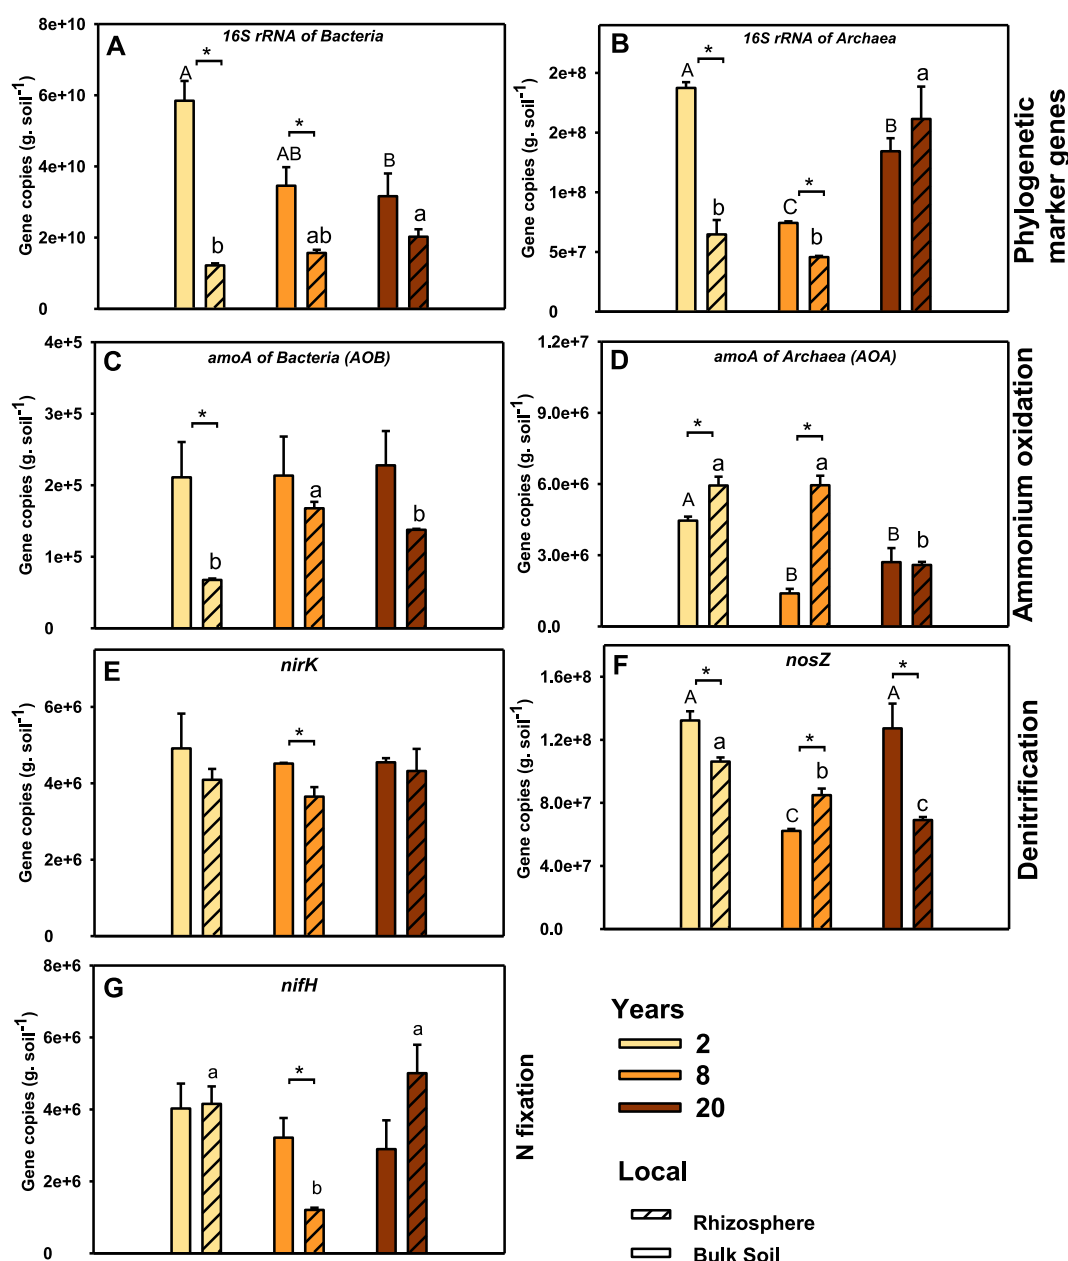 A
16S rRNA of Bacteria
Gene copies (g. soil-1)
8e+10
6e+10
4e+10
2e+10
0
A
*
b
AB
*
ab
B
a
B
16S rRNA of Archaea
Gene copies (g. soil-1)
2e+8
2e+8
1e+8
5e+7
0
A
*
b
C
*
b
B
a
Phylogenetic
marker genes
C
amoA of Bacteria (AOB)
Gene copies (g. soil-1)
4e+5
3e+5
2e+5
1e+5
0
*
b
a
b
D
amoA of Archaea (AOA)
Gene copies (g. soil-1)
1.2e+7
9.0e+6
6.0e+6
3.0e+6
0.0
A
*
a
B
*
a
B
b
Ammonium oxidation
E
nirK
Gene copies (g. soil-1)
6e+6
4e+6
2e+6
0
*
F
nosZ
Gene copies (g. soil-1)
1.6e+8
1.2e+8
8.0e+7
4.0e+7
0.0
A
*
a
C
*
b
A
*
c
Denitrification
G
nifH
Gene copies (g. soil-1)
8e+6
6e+6
4e+6
2e+6
0
a
*
b
a
N fixation
Years
2
8
20
Local
Rhizosphere
Bulk Soil